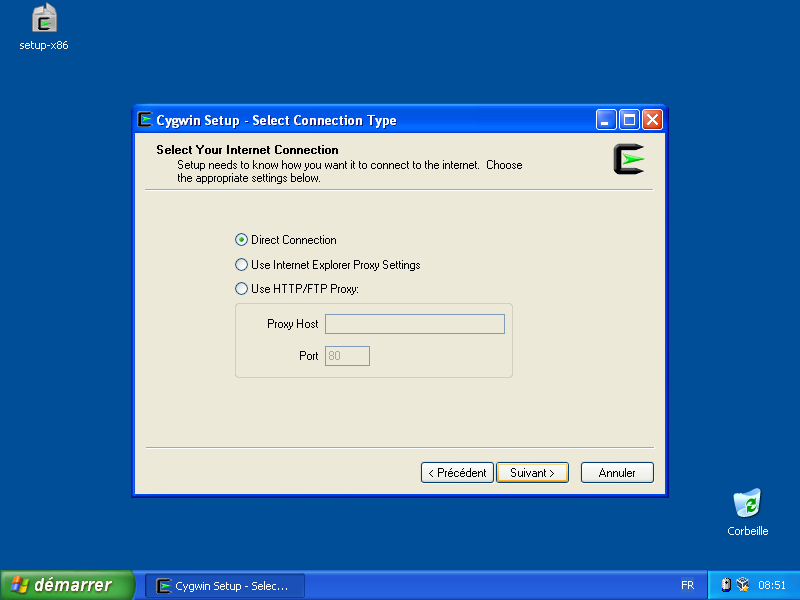 setup-x86
Cygwin Setup - Select Connection Type
Select Your Internet Connection
Setup needs to know how you want it to connect to the internet. Choose
the appropriate settings below.
Direct Connection
Use Internet Explorer Proxy Settings
Use HTTP/FTP Proxy:
Proxy Host
Port 80
< Précédent Suivant > Annuler
Corbeille
démarrer Cygwin Setup - Selec... FR 08:51